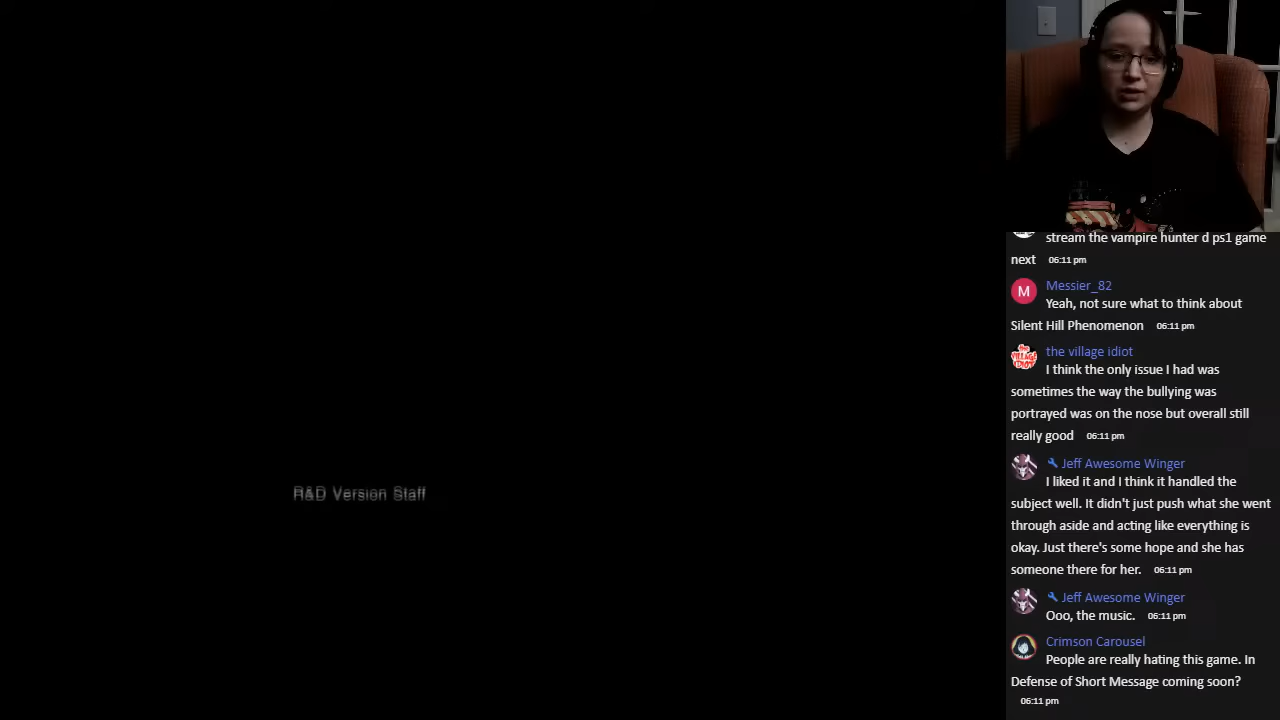 R&D Version Staff
stream the vampire hunter d ps1 game
next 06:11 pm
M
Messier_82
Yeah, not sure what to think about
Silent Hill Phenomenon 06:11 pm
the VILLAGE IDIOT
the village idiot
I think the only issue I had was
sometimes the way the bullying was
portrayed was on the nose but overall still
really good 06:11 pm
Jeff Awesome Winger
I liked it and I think it handled the
subject well. It didn't just push what she went
through aside and acting like everything is
okay. Just there's some hope and she has
someone there for her. 06:11 pm
Jeff Awesome Winger
Ooo, the music. 06:11 pm
Crimson Carousel
People are really hating this game. In
Defense of Short Message coming soon?
06:11 pm